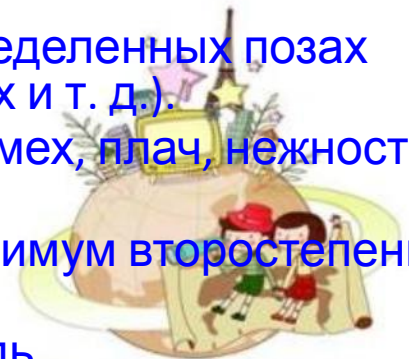 еделенных позах
х и т. д.).
мех, плач, нежност
имум второстепен
ль